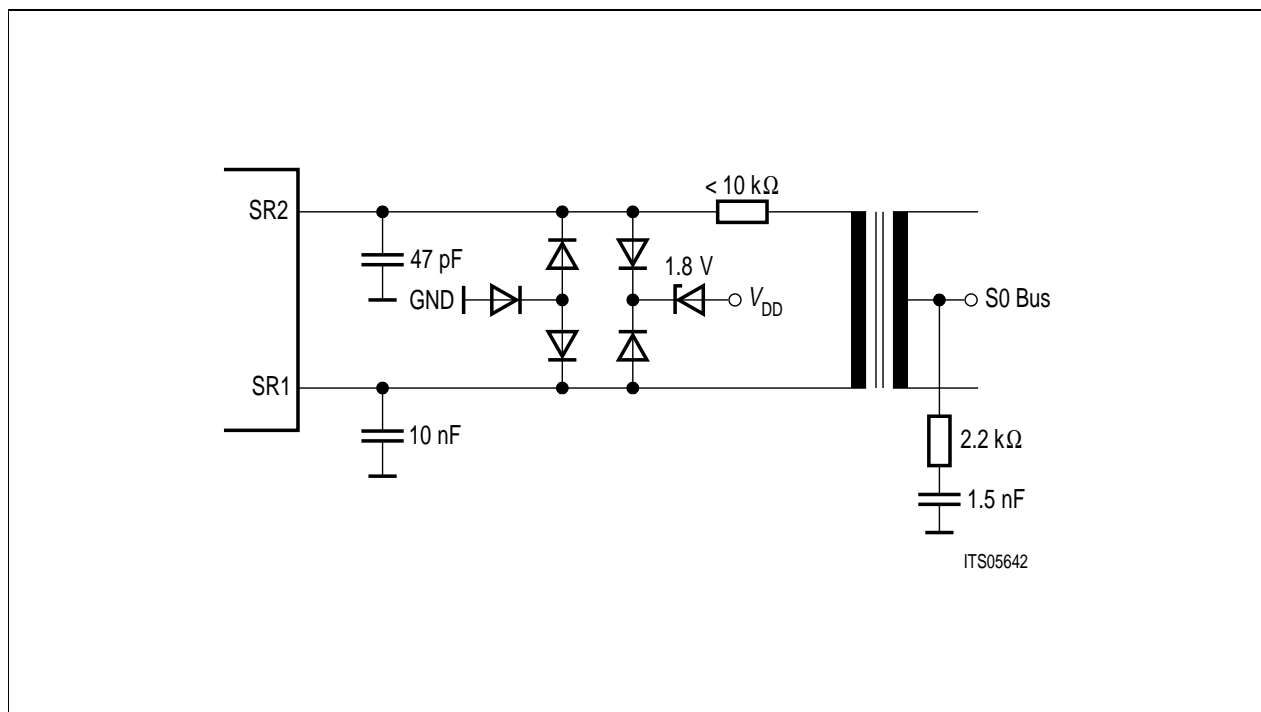 < 10 kΩ
SR2
47 pF
1.8 V
GND
VDD
S0 Bus
SR1
10 nF
2.2 kΩ
1.5 nF
ITS05642